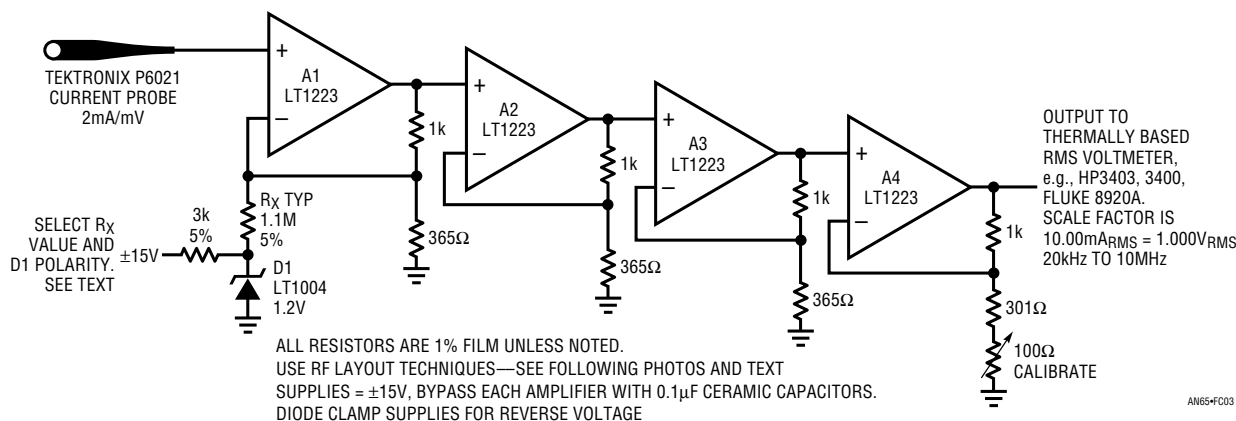 TEKTRONIX P6021
CURRENT PROBE
2mA/mV
+
−
A1
LT1223
1k
365Ω
RX TYP
1.1M
5%
3k
5%
SELECT RX
VALUE AND
D1 POLARITY.
SEE TEXT
±15V
D1
LT1004
1.2V
+
−
A2
LT1223
1k
365Ω
+
−
A3
LT1223
1k
365Ω
+
−
A4
LT1223
1k
301Ω
100Ω
CALIBRATE
OUTPUT TO
THERMALLY BASED
RMS VOLTMETER,
e.g., HP3403, 3400,
FLUKE 8920A.
SCALE FACTOR IS
10.00mARMS = 1.000VRMS
20kHz TO 10MHz
ALL RESISTORS ARE 1% FILM UNLESS NOTED.
USE RF LAYOUT TECHNIQUES—SEE FOLLOWING PHOTOS AND TEXT
SUPPLIES = ±15V, BYPASS EACH AMPLIFIER WITH 0.1µF CERAMIC CAPACITORS.
DIODE CLAMP SUPPLIES FOR REVERSE VOLTAGE
AN65•FC03